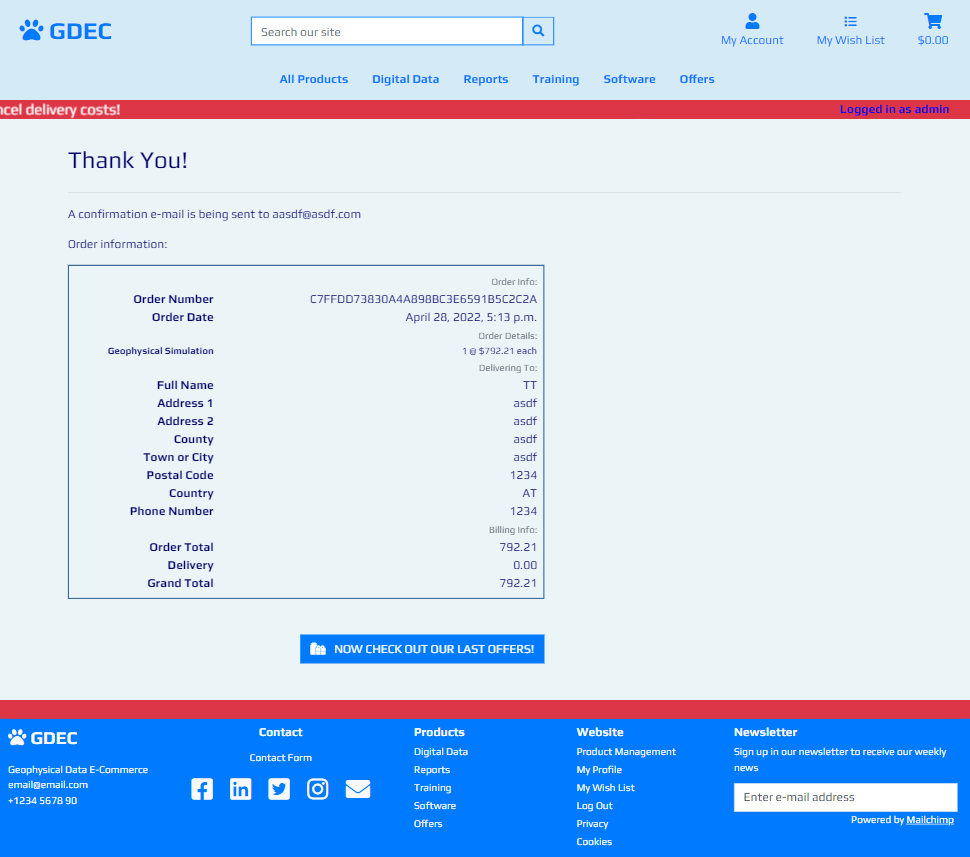 GDEC
Search our site
My Account
My Wish List
$0.00
All Products Digital Data Reports Training Software Offers
ncel delivery costs!
Logged in as admin
Thank You!
A confirmation e-mail is being sent to aasdf@asdf.com
Order information:
Order Info:
Order Number C7FFDD73830A4A898BC3E6591B5C2C2A
Order Date April 28, 2022, 5:13 p.m.
Order Details:
Geophysical Simulation 1 @ $792.21 each
Delivering To:
Full Name TT
Address 1 asdf
Address 2 asdf
County asdf
Town or City asdf
Postal Code 1234
Country AT
Phone Number 1234
Billing Info:
Order Total 792.21
Delivery 0.00
Grand Total 792.21
NOW CHECK OUT OUR LAST OFFERS!
GDEC
Geophysical Data E-Commerce
email@email.com
+1234 5678 90
Contact
Contact Form
Products
Digital Data
Reports
Training
Software
Offers
Website
Product Management
My Profile
My Wish List
Log Out
Privacy
Cookies
Newsletter
Sign up in our newsletter to receive our weekly
news
Enter e-mail address
Powered by Mailchimp